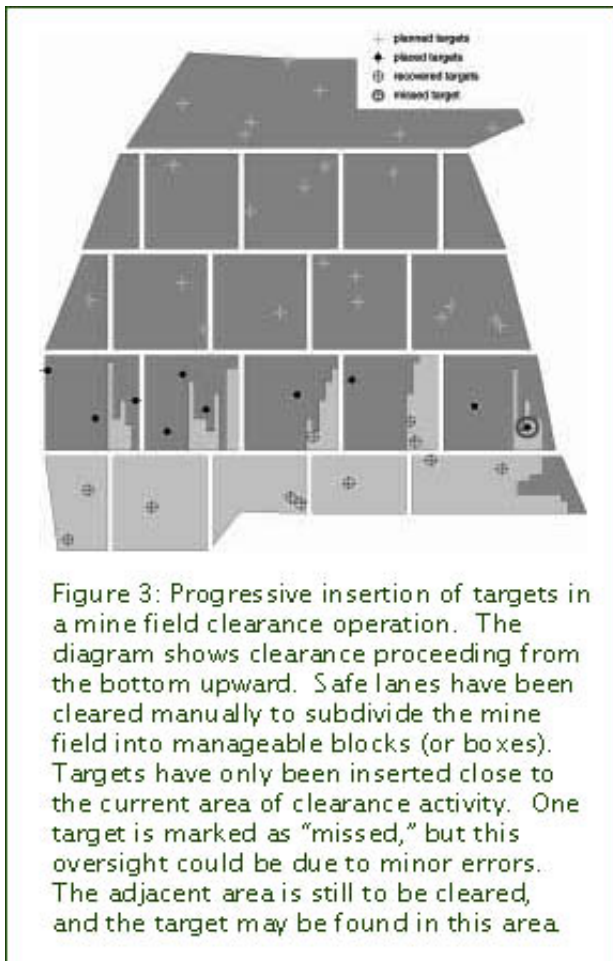 planned targets
placed targets
recovered targets
missed target
Figure 3: Progressive insertion of targets in
a mine field clearance operation. The
diagram shows clearance proceeding from
the bottom upward. Safe lanes have been
cleared manually to subdivide the mine
field into manageable blocks (or boxes).
Targets have only been inserted close to
the current area of clearance activity. One
target is marked as “missed,” but this
oversight could be due to minor errors.
The adjacent area is still to be cleared,
and the target may be found in this area